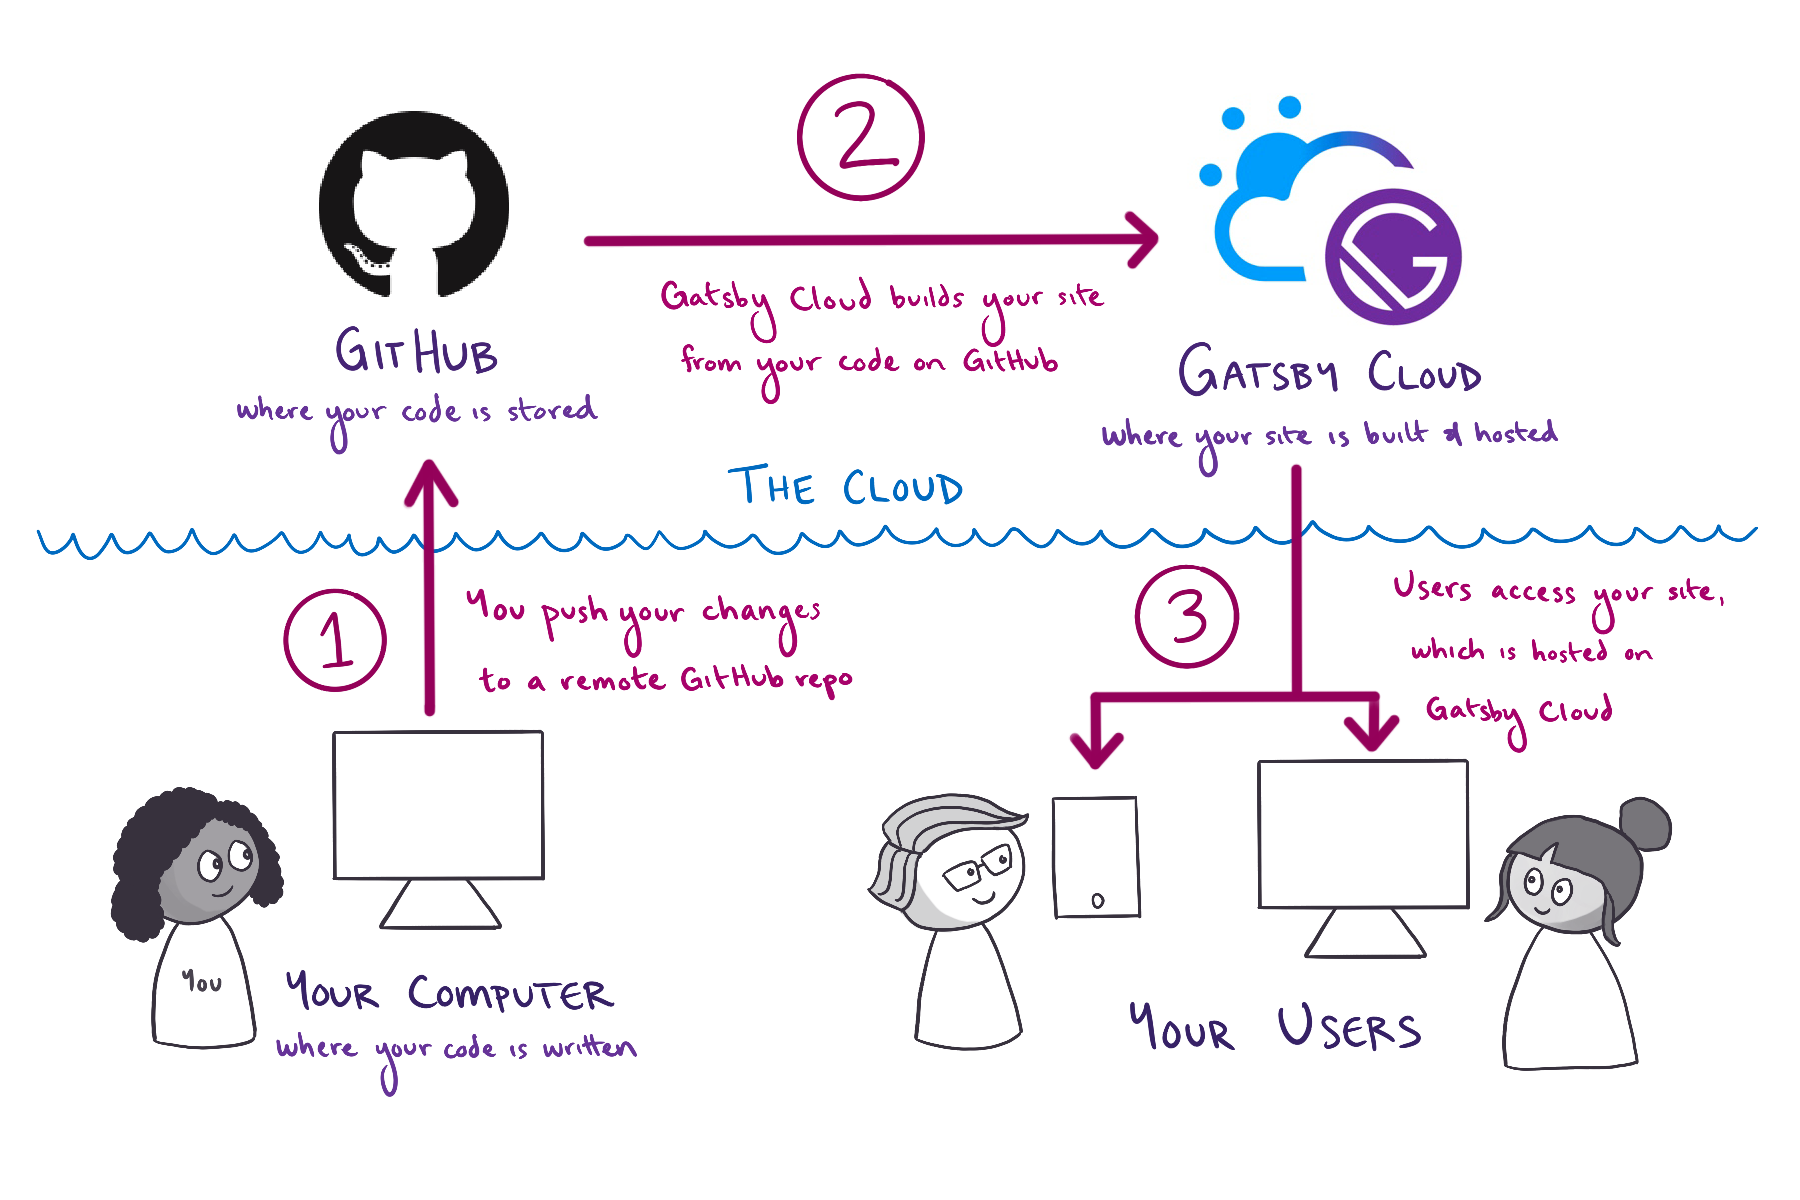 2
Gatsby Cloud builds your site
from your code on GitHub
GitHub
where your code is stored
Gatsby Cloud
where your site is built & hosted
The Cloud
1
You push your changes
to a remote GitHub repo
3
Users access your site,
which is hosted on
Gatsby Cloud
You
Your Computer
where your code is written
Your Users